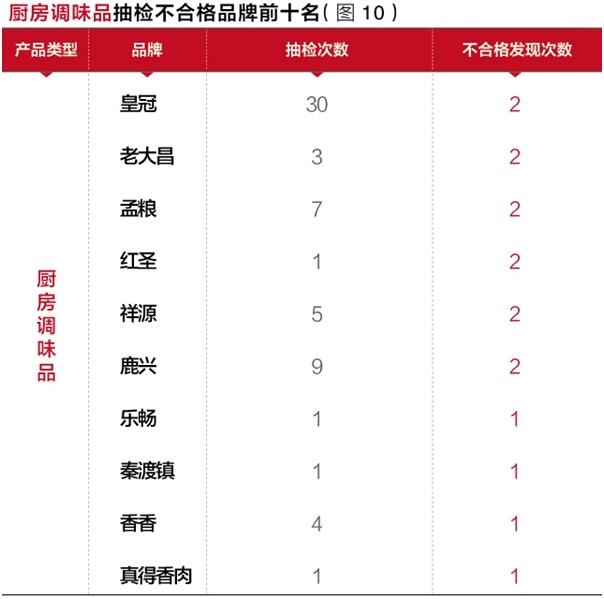 厨房调味品抽检不合格品牌前十名(图10)
产品类型 品牌 抽检次数 不合格发现次数
厨房调味品
皇冠 30 2
老大昌 3 2
孟粮 7 2
红圣 1 2
祥源 5 2
鹿兴 9 2
乐畅 1 1
秦渡镇 1 1
香香 4 1
真得香肉 1 1